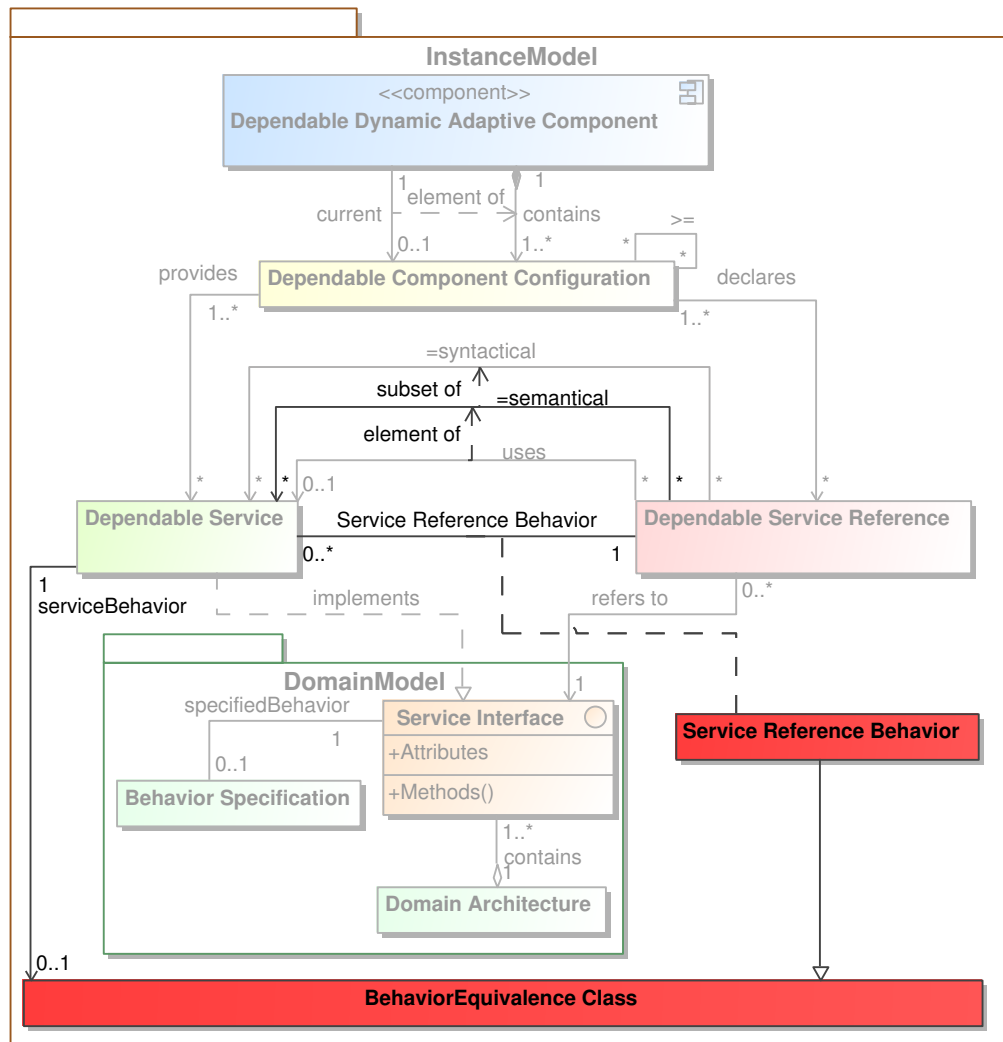 InstanceModel
<<component>>
Dependable Dynamic Adaptive Component
1
1
element of
current
contains
>=
0..1
1..*
*
*
provides
Dependable Component Configuration
declares
1..*
1..*
=syntactical
subset of
=semantical
element of
uses
*
*
*
0..1
*
*
*
*
Dependable Service
Service Reference Behavior
Dependable Service Reference
0..*
1
1
serviceBehavior
implements
refers to
0..*
DomainModel
1
specifiedBehavior
Service Interface
1
+Attributes
Service Reference Behavior
0..1
Behavior Specification
+Methods()
1..*
contains
1
Domain Architecture
0..1
BehaviorEquivalence Class